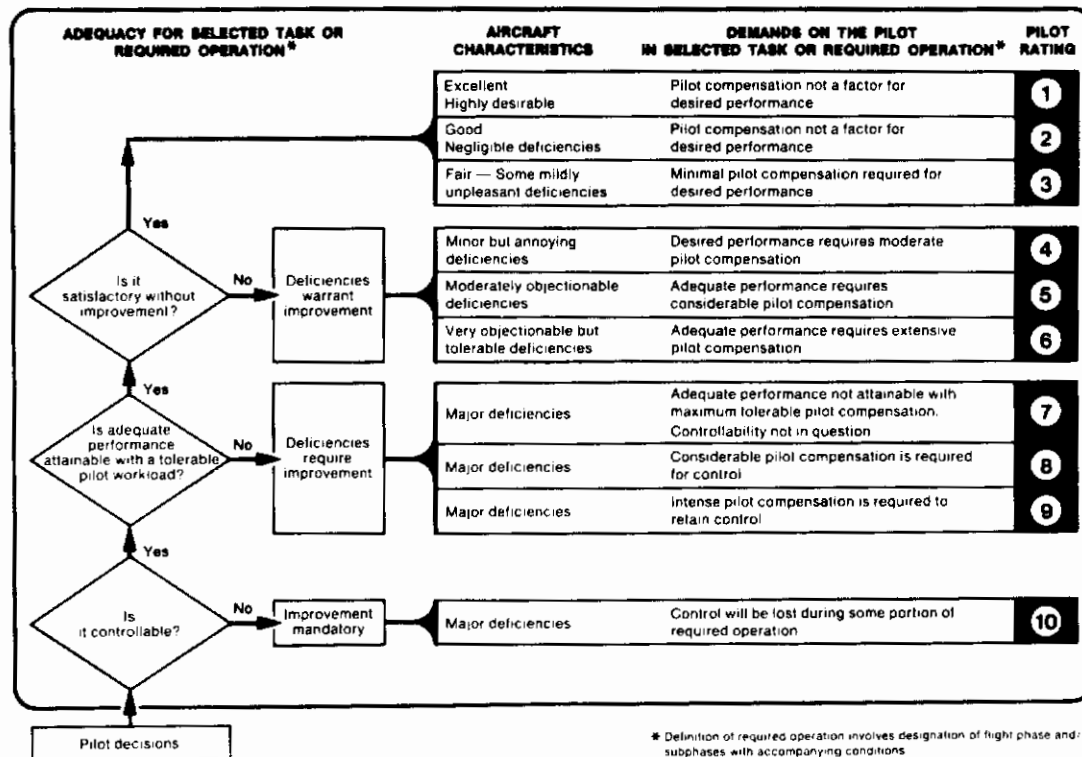 ADEQUACY FOR SELECTED TASK OR
REQUIRED OPERATION*
AIRCRAFT
CHARACTERISTICS
DEMANDS ON THE PILOT
IN SELECTED TASK OR REQUIRED OPERATION*
PILOT
RATING
Excellent
Highly desirable
Pilot compensation not a factor for
desired performance
1
Good
Negligible deficiencies
Pilot compensation not a factor for
desired performance
2
Fair — Some mildly
unpleasant deficiencies
Minimal pilot compensation required for
desired performance
3
Yes
Is it
satisfactory without
improvement?
No
Deficiencies
warrant
improvement
Minor but annoying
deficiencies
Desired performance requires moderate
pilot compensation
4
Moderately objectionable
deficiencies
Adequate performance requires
considerable pilot compensation
5
Very objectionable but
tolerable deficiencies
Adequate performance requires extensive
pilot compensation
6
Yes
Is adequate
performance
attainable with a tolerable
pilot workload?
No
Deficiencies
require
improvement
Major deficiencies
Adequate performance not attainable with
maximum tolerable pilot compensation.
Controllability not in question
7
Major deficiencies
Considerable pilot compensation is required
for control
8
Major deficiencies
Intense pilot compensation is required to
retain control
9
Yes
Is
it controllable?
No
Improvement
mandatory
Major deficiencies
Control will be lost during some portion of
required operation
10
Pilot decisions
* Definition of required operation involves designation of flight phase and/
subphases with accompanying conditions